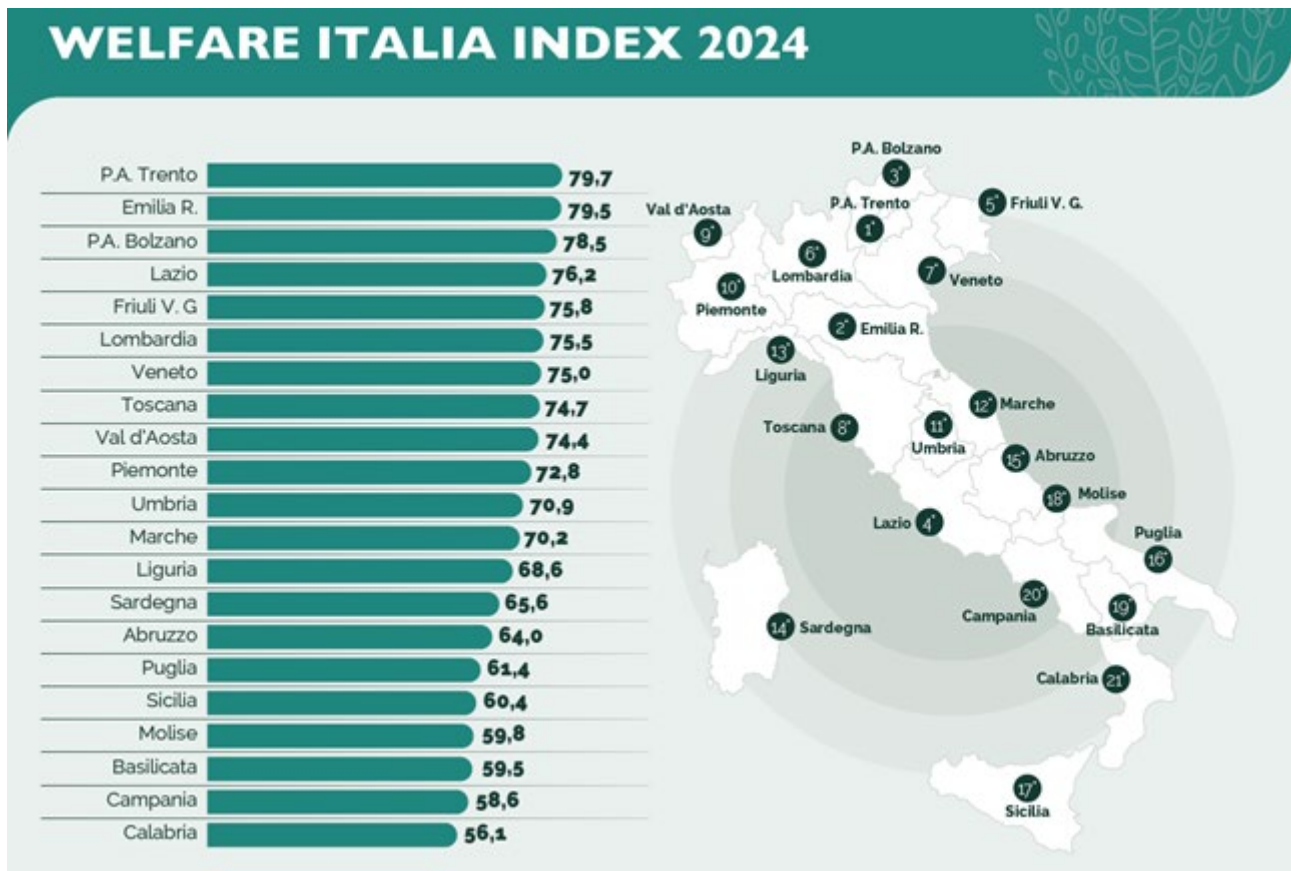 WELFARE ITALIA INDEX 2024
P.A. Trento 79,7
Emilia R. 79,5
P.A. Bolzano 78,5
Lazio 76,2
Friuli V. G 75,8
Lombardia 75,5
Veneto 75,0
Toscana 74,7
Val d'Aosta 74,4
Piemonte 72,8
Umbria 70,9
Marche 70,2
Liguria 68,6
Sardegna 65,6
Abruzzo 64,0
Puglia 61,4
Sicilia 60,4
Molise 59,8
Basilicata 59,5
Campania 58,6
Calabria 56,1
P.A. Bolzano
3°
P.A. Trento
1°
5° Friuli V. G.
Val d'Aosta
9°
6°
Lombardia
7° Veneto
10°
Piemonte
2° Emilia R.
13°
Liguria
12° Marche
Toscana 8°
11°
Umbria
15° Abruzzo
18° Molise
Lazio 4°
Puglia
16°
20°
Campania
19°
Basilicata
14° Sardegna
Calabria 21°
17°
Sicilia